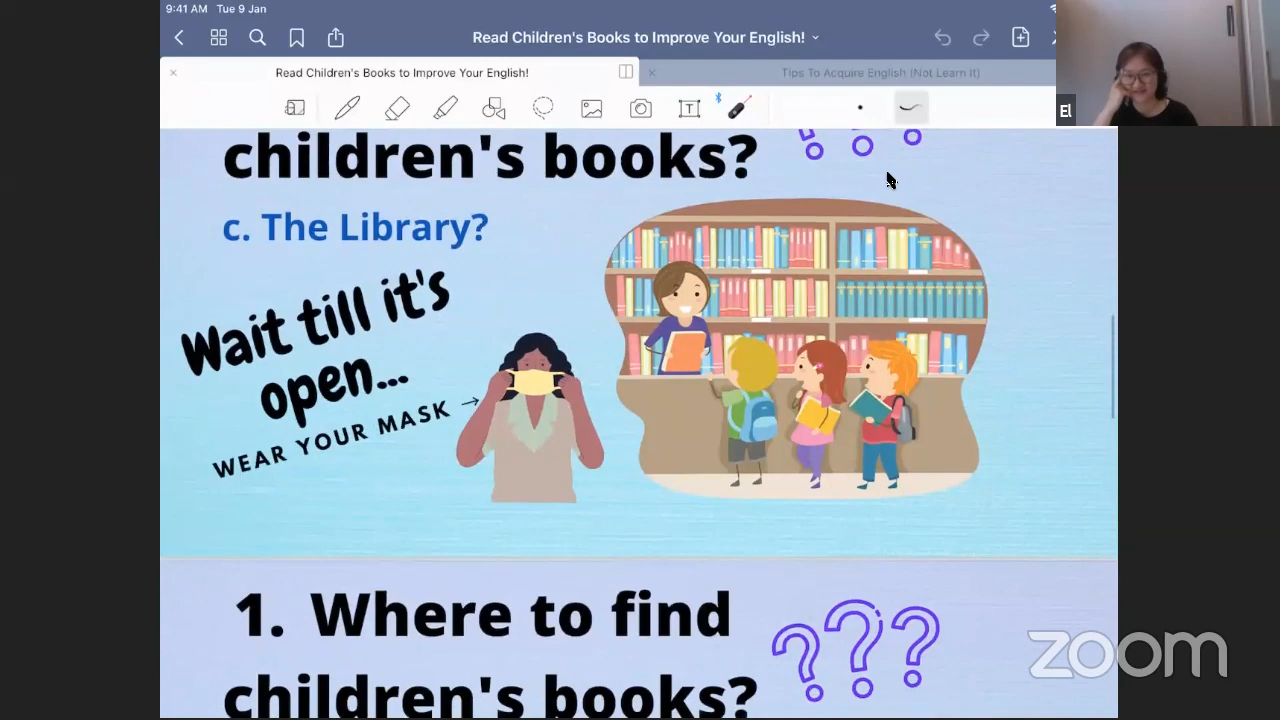 9:41 AM Tue 9 Jan
Read Children's Books to Improve Your English!
Read Children's Books to Improve Your English!
Tips To Acquire English (Not Learn It)
T
El
children's books?
c. The Library?
Wait till it's
open...
WEAR YOUR MASK →
1. Where to find
children's books?
zoom